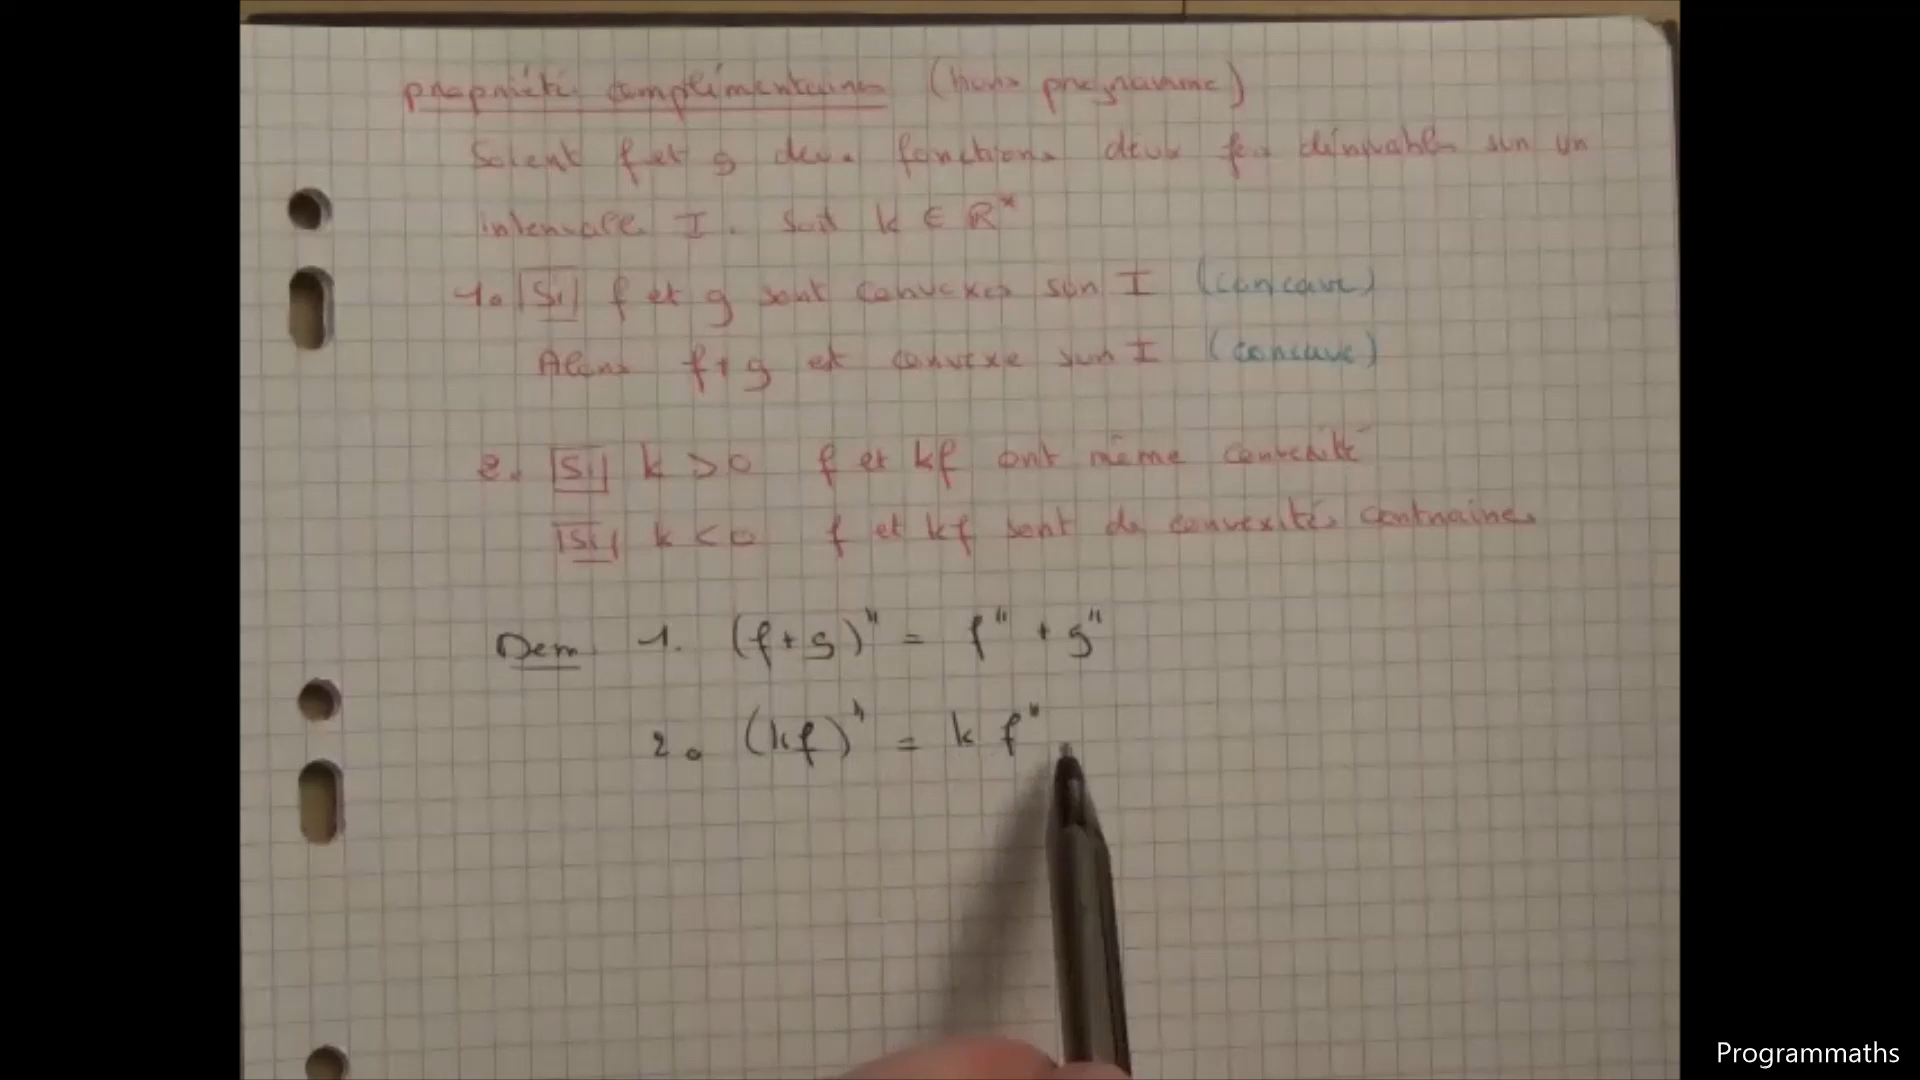 propriétés complémentaires (hors programme)
Soient f et g deux fonctions deux fois dérivables sur un
intervalle I. Soit k ∈ ℝ*
1. Si f et g sont convexes sur I (concave)
Alors f+g est convexe sur I (concave)
2. Si k > 0 f et kf ont même convexité
Si k < 0 f et kf sont de convexités contraires
Dem 1. (f+g)" = f" + g"
2. (kf)" = k f"
Programmaths